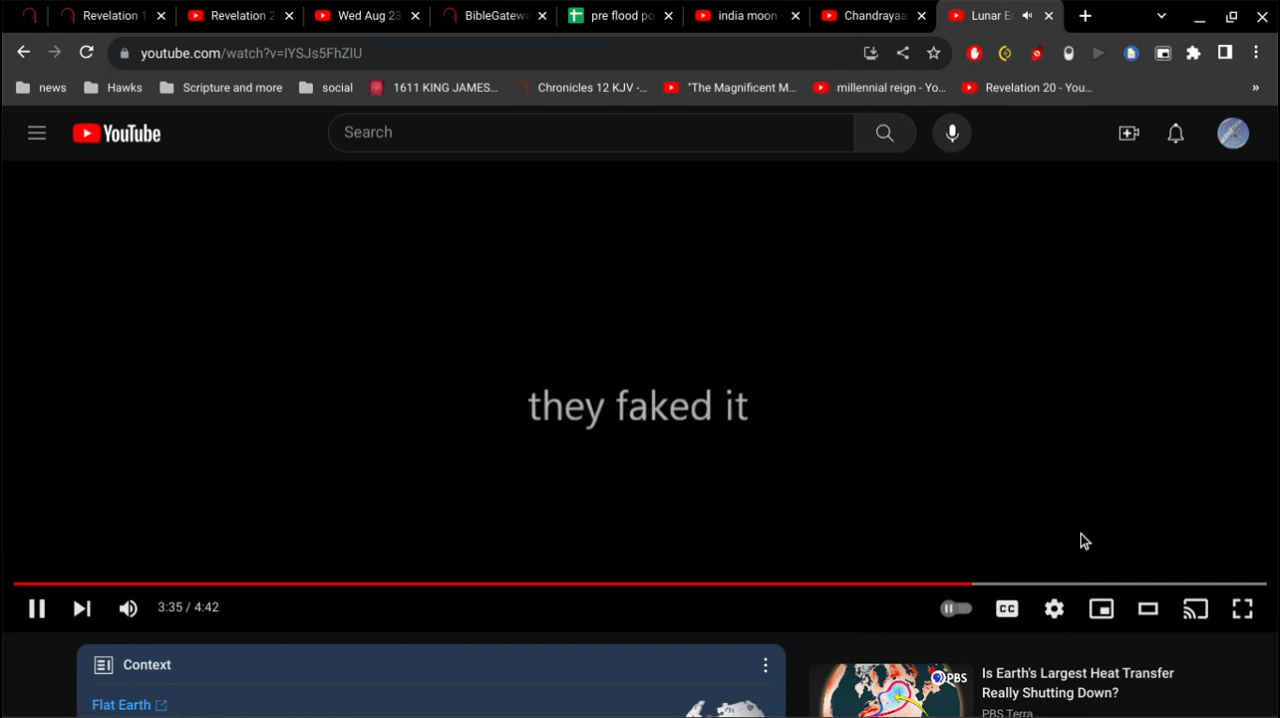 Revelation 1
Revelation 2
Wed Aug 23
BibleGatewa
pre flood po
india moon
Chandrayaa
Lunar E
youtube.com/watch?v=IYSJs5FhZIU
news
Hawks
Scripture and more
social
1611 KING JAMES...
Chronicles 12 KJV -...
"The Magnificent M...
millennial reign - Yo...
Revelation 20 - You...
»
YouTube
Search
they faked it
3:35 / 4:42
CC
Context
Flat Earth
PBS
Is Earth's Largest Heat Transfer
Really Shutting Down?
PBS Terra